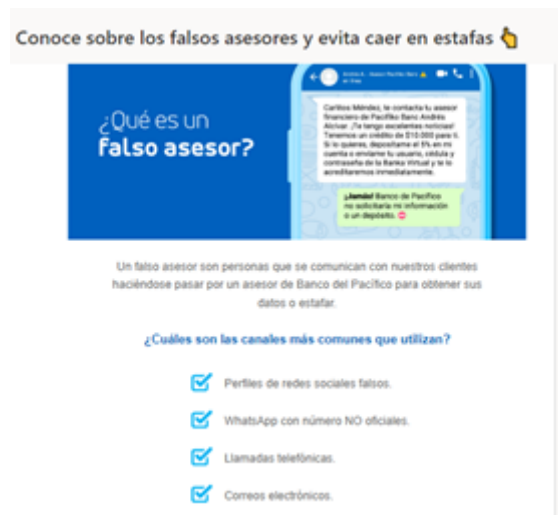 Conoce sobre los falsos asesores y evita caer en estafas
¿Qué es un
falso asesor?
Carlitos Méndez, te contacta tu asesor
financiero de Pacifiko Banc Andrés
Alcivar. ¡Te tengo excelentes noticias!
Tenemos un crédito de $10.000 para ti.
Si lo quieres, depositame el 5% en mi
cuenta o enviame tu usuario, cédula y
contraseña de la Banca Virtual y te lo
acreditaremos inmediatamente.
¡Jamás! Banco de Pacífico
no solicitaría mi información
o un depósito.
Un falso asesor son personas que se comunican con nuestros clientes
haciéndose pasar por un asesor de Banco del Pacífico para obtener sus
datos o estafar.
¿Cuáles son las canales más comunes que utilizan?
Perfiles de redes sociales falsos.
WhatsApp con número NO oficiales.
Llamadas telefónicas.
Correos electrónicos.